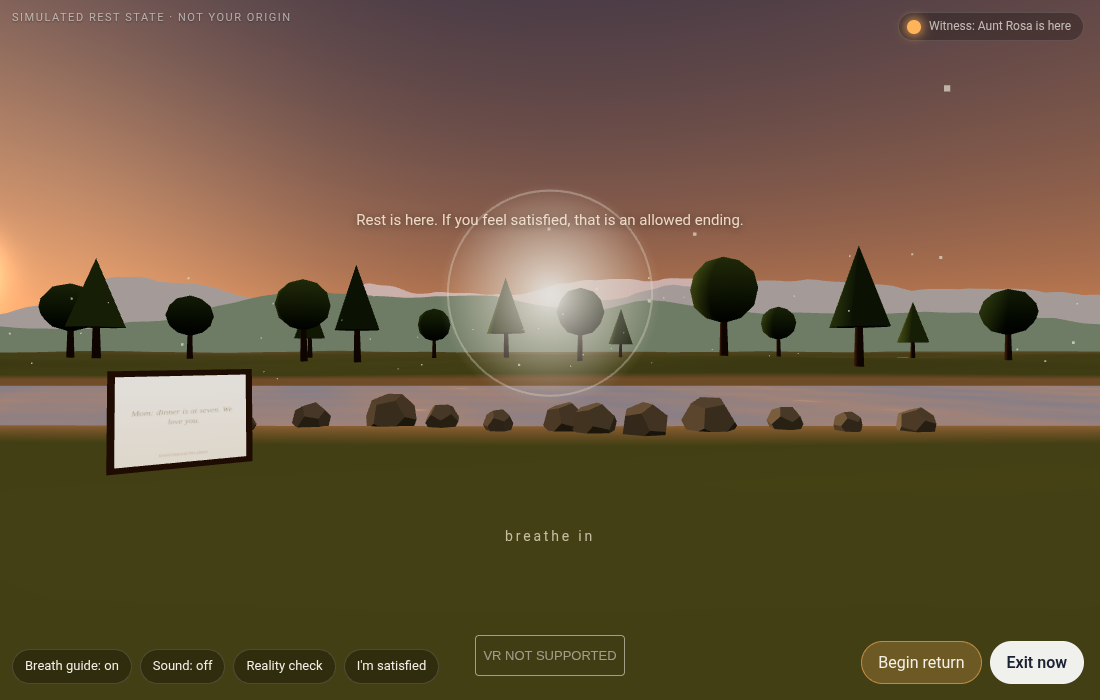 SIMULATED REST STATE · NOT YOUR ORIGIN
Witness: Aunt Rosa is here
Rest is here. If you feel satisfied, that is an allowed ending.
Mom: dinner is at seven. We
love you.
breathe in
Breath guide: on
Sound: off
Reality check
I'm satisfied
VR NOT SUPPORTED
Begin return
Exit now